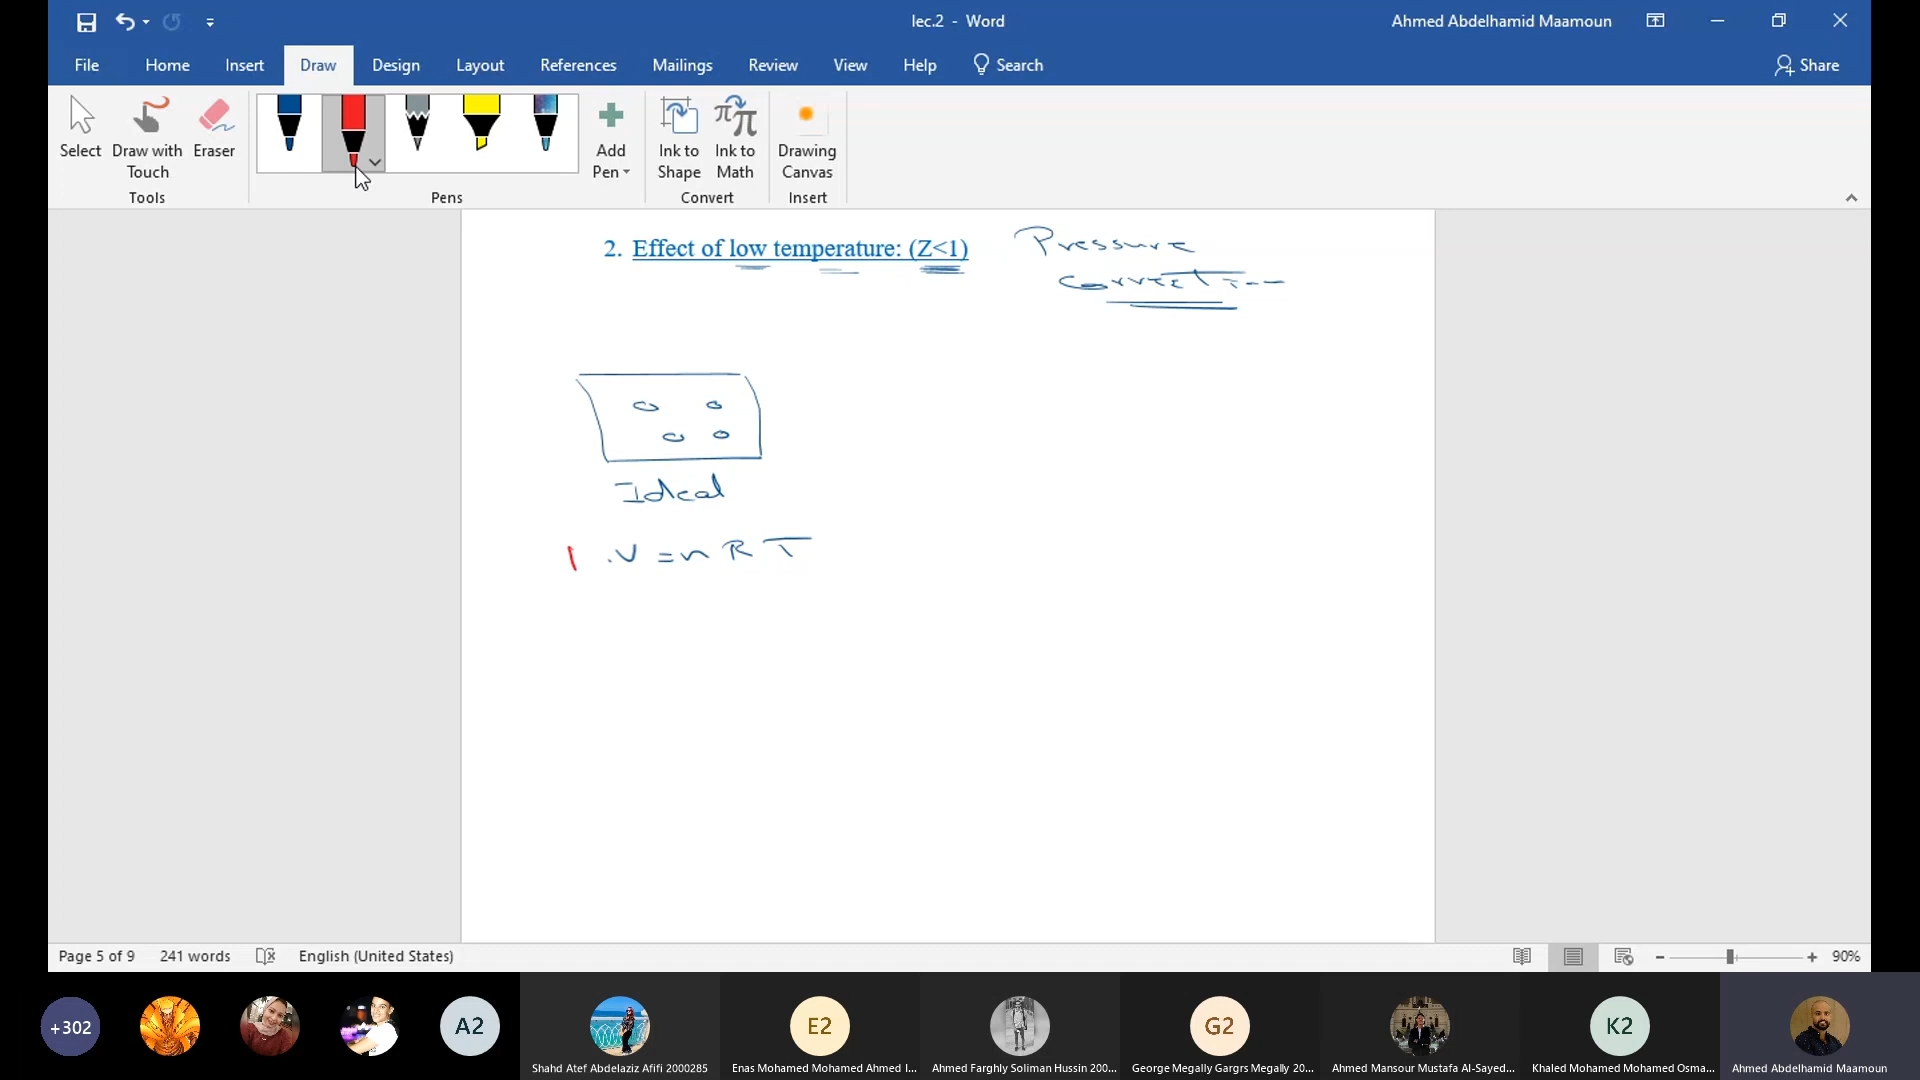 lec.2 - Word
Ahmed Abdelhamid Maamoun
File Home Insert Draw Design Layout References Mailings Review View Help Search Share
Select Draw with Touch Eraser Add Pen Ink to Shape Ink to Math Drawing Canvas
Tools Pens Convert Insert
2. Effect of low temperature: (Z<1) Pressure
correction
Ideal
.V = n R T
Page 5 of 9 241 words English (United States) 90%
+302 A2 E2 G2 K2
Shahd Atef Abdelaziz Afifi 2000285 Enas Mohamed Mohamed Ahmed I... Ahmed Farghly Soliman Hussin 200... George Megally Gargrs Megally 20... Ahmed Mansour Mustafa Al-Sayed... Khaled Mohamed Mohamed Osma... Ahmed Abdelhamid Maamoun